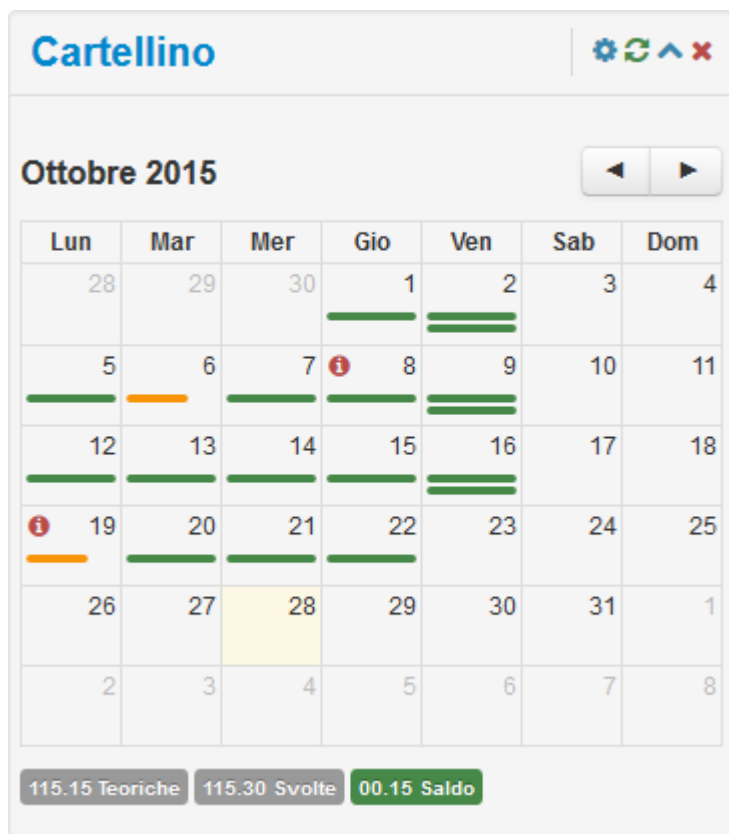 Cartellino
Ottobre 2015
Lun Mar Mer Gio Ven Sab Dom
28 29 30 1 2 3 4
5 6 7 8 9 10 11
12 13 14 15 16 17 18
19 20 21 22 23 24 25
26 27 28 29 30 31 1
2 3 4 5 6 7 8
115.15 Teoriche 115.30 Svolte 00.15 Saldo